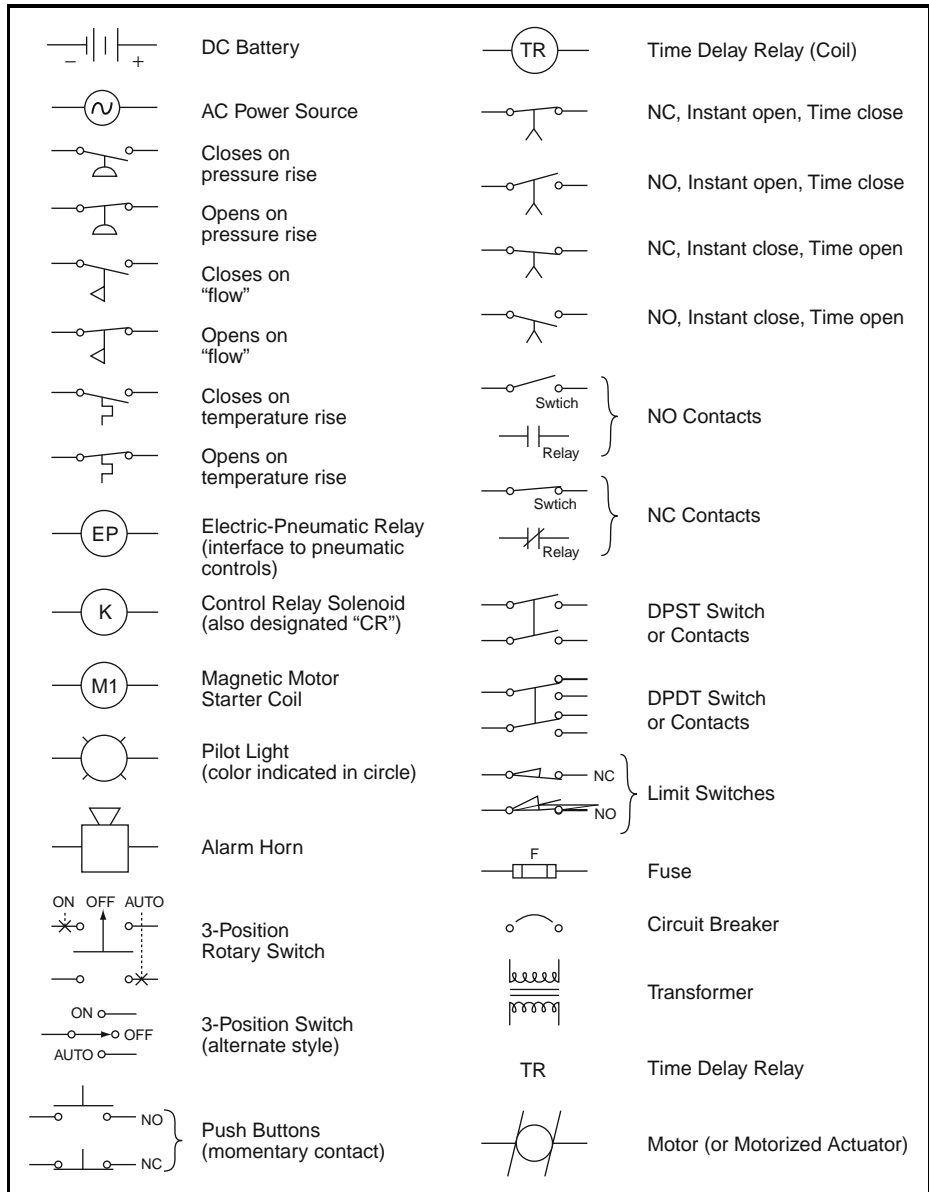 − +
DC Battery
AC Power Source
Closes on
pressure rise
Opens on
pressure rise
Closes on
“flow”
Opens on
“flow”
Closes on
temperature rise
Opens on
temperature rise
EP
Electric-Pneumatic Relay
(interface to pneumatic
controls)
K
Control Relay Solenoid
(also designated “CR”)
M1
Magnetic Motor
Starter Coil
Pilot Light
(color indicated in circle)
Alarm Horn
ON OFF AUTO
3-Position
Rotary Switch
ON
OFF
AUTO
3-Position Switch
(alternate style)
NO
NC
Push Buttons
(momentary contact)
TR
Time Delay Relay (Coil)
NC, Instant open, Time close
NO, Instant open, Time close
NC, Instant close, Time open
NO, Instant close, Time open
Swtich
Relay
NO Contacts
Swtich
Relay
NC Contacts
DPST Switch
or Contacts
DPDT Switch
or Contacts
NC
NO
Limit Switches
F
Fuse
Circuit Breaker
Transformer
TR
Time Delay Relay
Motor (or Motorized Actuator)